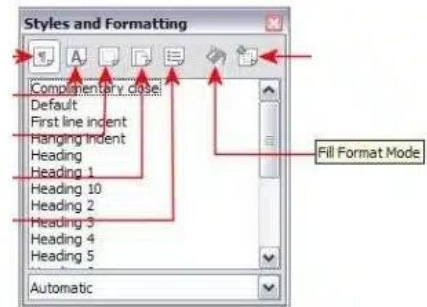 Styles and Formatting
Complimentary close
Default
First line indent
Hanging indent
Heading
Heading 1
Heading 10
Heading 2
Heading 3
Heading 4
Heading 5
Fill Format Mode
Automatic